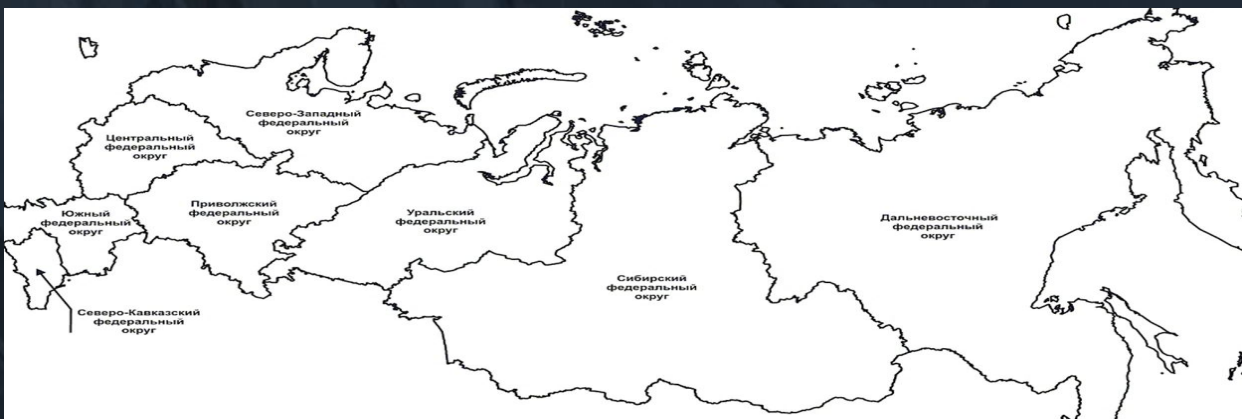 Северо-Западный
федеральный
округ
Центральный
федеральный
округ
Приволжский
федеральный
округ
Южный
федеральный
округ
Уральский
федеральный
округ
Дальневосточный
федеральный
округ
Сибирский
федеральный
округ
Северо-Кавказский
федеральный
округ